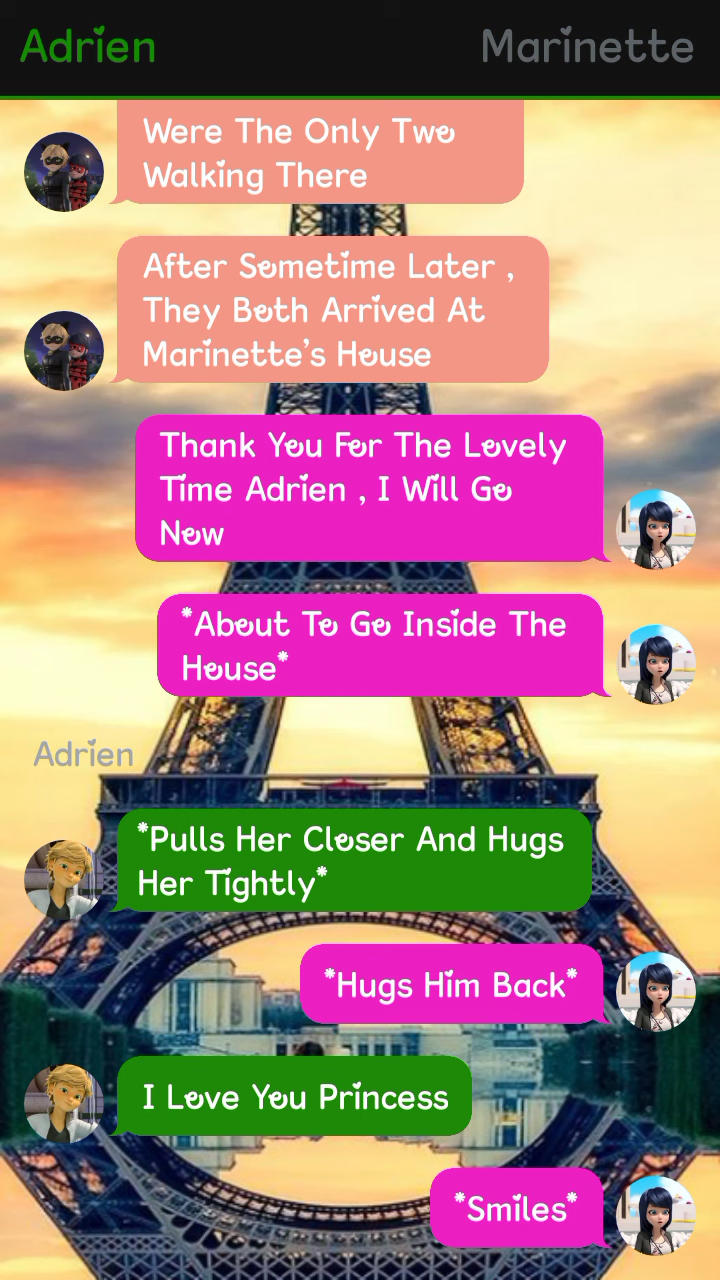 Adrien
Marinette
Were The Only Two
Walking There
After Sometime Later ,
They Both Arrived At
Marinette's House
Thank You For The Lovely
Time Adrien , I Will Go
Now
*About To Go Inside The
House*
Adrien
*Pulls Her Closer And Hugs
Her Tightly*
*Hugs Him Back*
I Love You Princess
*Smiles*